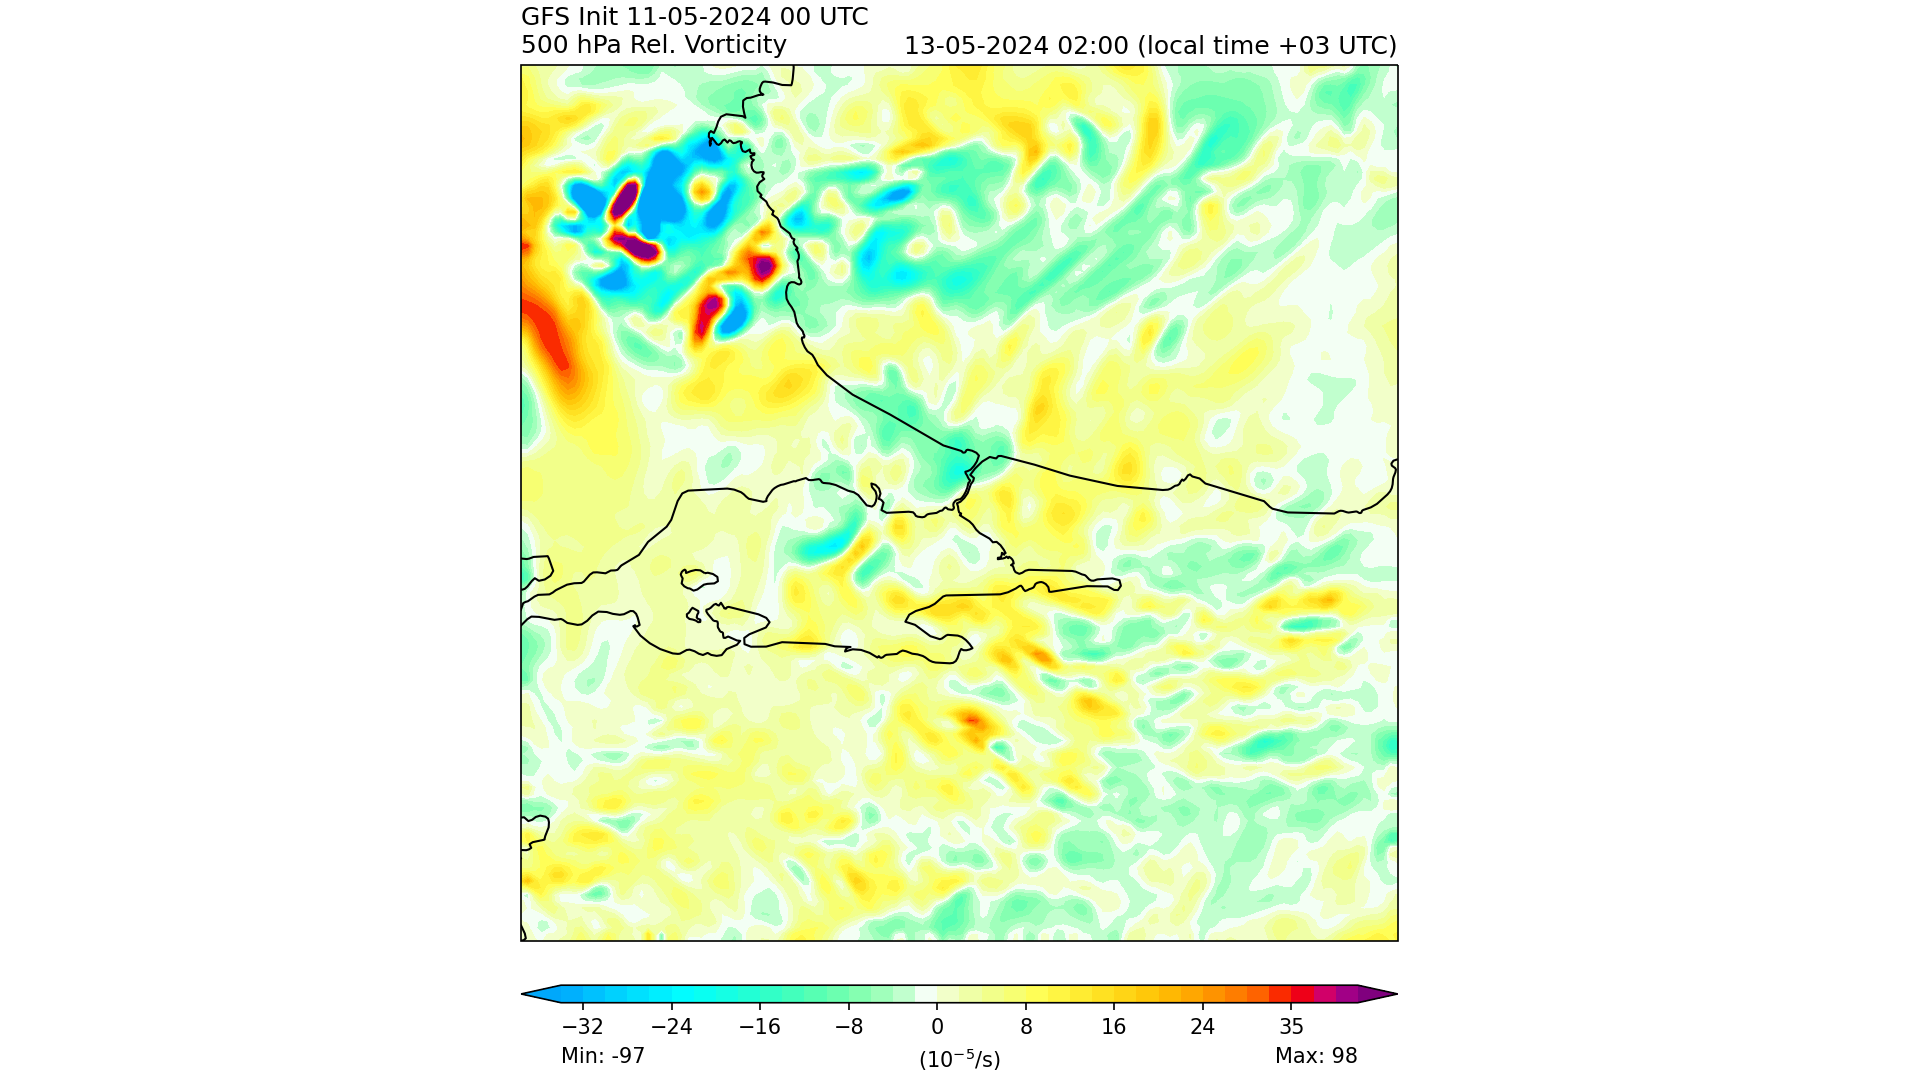 GFS Init 11-05-2024 00 UTC
500 hPa Rel. Vorticity
13-05-2024 02:00 (local time +03 UTC)
−32 −24 −16 −8 0 8 16 24 35
Min: -97
(10⁻⁵/s)
Max: 98